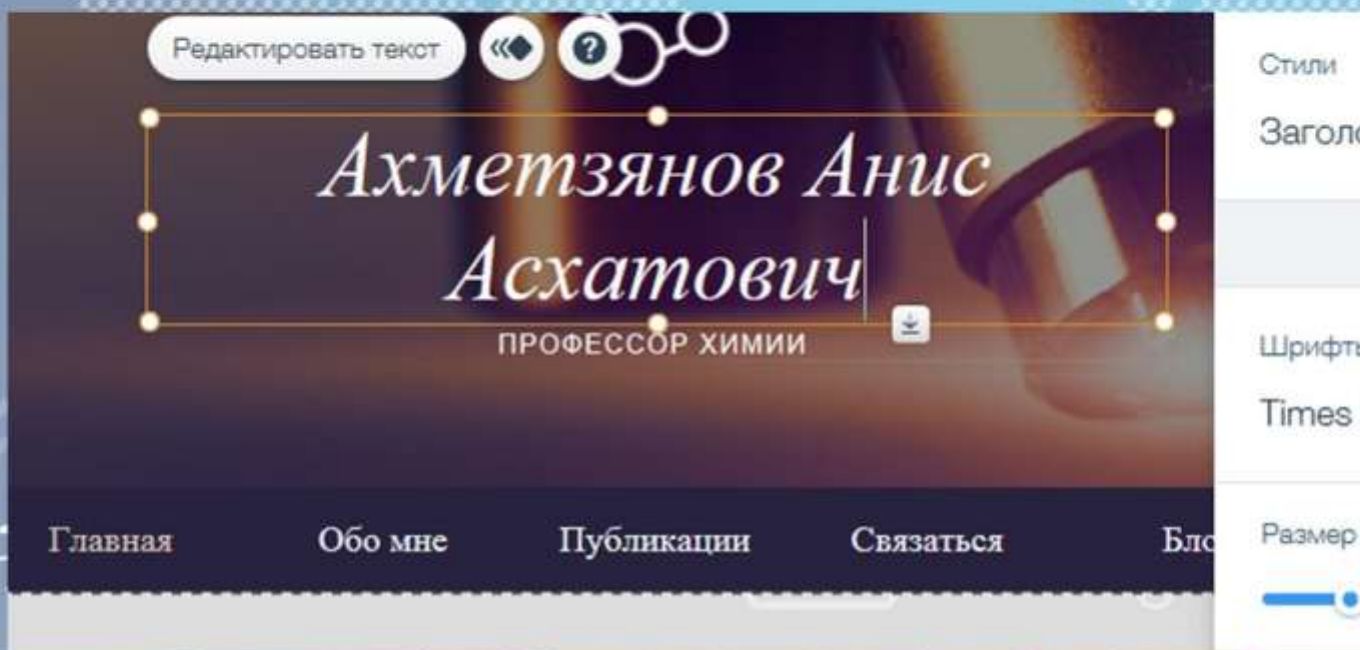 Редактировать текст
Ахметзянов Анис
Асхатович
ПРОФЕССОР ХИМИИ
Главная Обо мне Публикации Связаться
Стили
Шрифты
Times
Размер